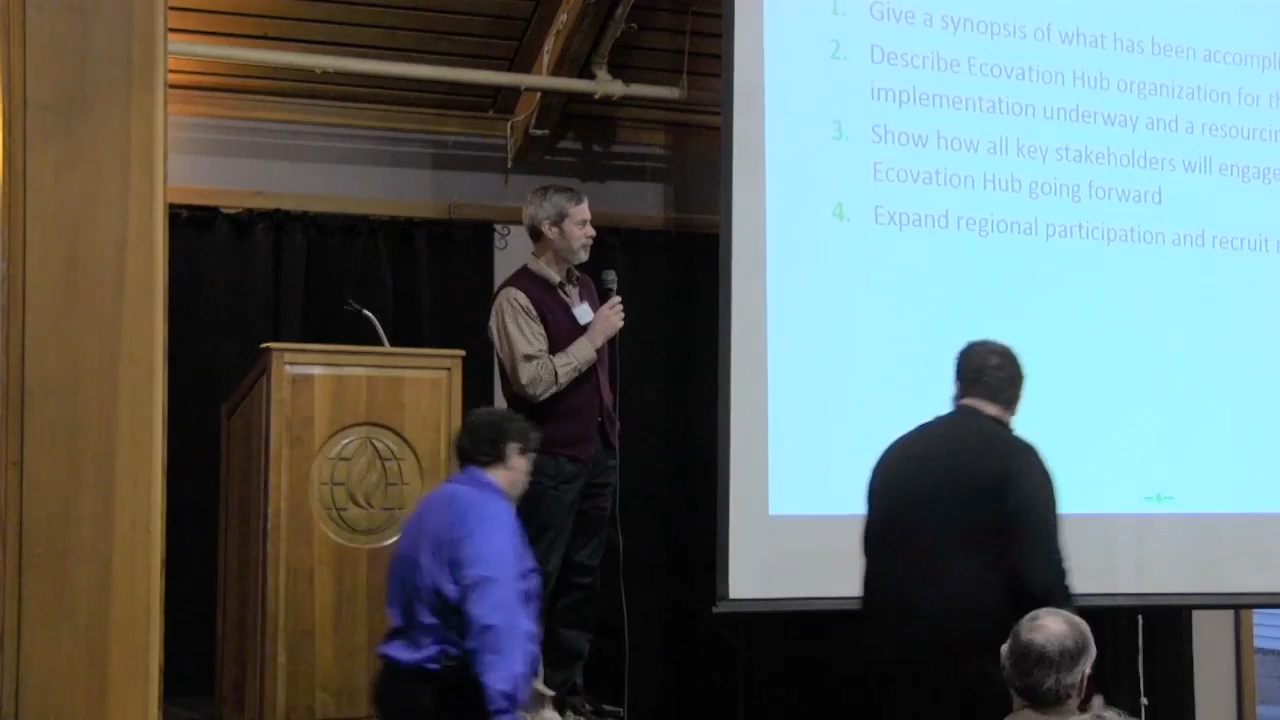 1. Give a synopsis of what has been accompli
2. Describe Ecovation Hub organization for th
implementation underway and a resourcin
3. Show how all key stakeholders will engage
Ecovation Hub going forward
4. Expand regional participation and recruit